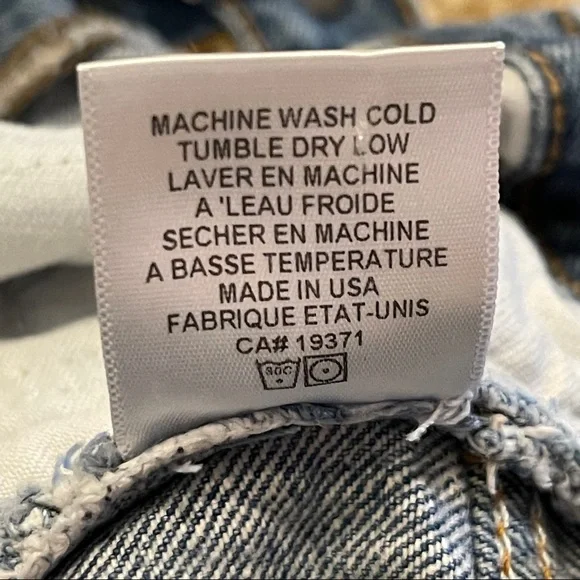 MACHINE WASH COLD
TUMBLE DRY LOW
LAVER EN MACHINE
A 'LEAU FROIDE
SECHER EN MACHINE
A BASSE TEMPERATURE
MADE IN USA
FABRIQUE ETAT-UNIS
CA# 19371
30C